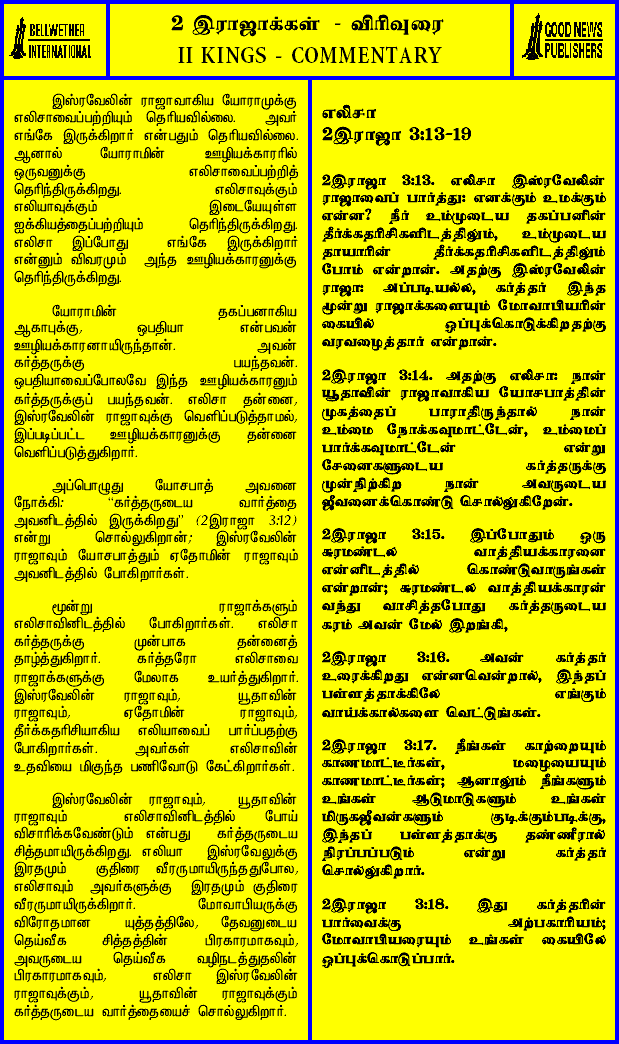 BELLWETHER
INTERNATIONAL
2 இராஜாக்கள் - விரிவுரை
II KINGS - COMMENTARY
GOOD NEWS
PUBLISHERS
இஸ்ரவேலின் ராஜாவாகிய யோராமுக்கு
எலிசாவைப்பற்றியும் தெரியவில்லை. அவர்
எங்கே இருக்கிறார் என்பதும் தெரியவில்லை.
ஆனால் யோராமின் ஊழியக்காரரில்
ஒருவனுக்கு எலிசாவைப்பற்றித்
தெரிந்திருக்கிறது. எலிசாவுக்கும்
எலியாவுக்கும் இடையேயுள்ள
ஐக்கியத்தைப்பற்றியும் தெரிந்திருக்கிறது.
எலிசா இப்போது எங்கே இருக்கிறார்
என்னும் விவரமும் அந்த ஊழியக்காரனுக்கு
தெரிந்திருக்கிறது.
யோராமின் தகப்பனாகிய
ஆகாபுக்கு, ஒபதியா என்பவன்
ஊழியக்காரனாயிருந்தான். அவன்
கர்த்தருக்கு பயந்தவன்.
ஒபதியாவைப்போலவே இந்த ஊழியக்காரனும்
கர்த்தருக்குப் பயந்தவன். எலிசா தன்னை,
இஸ்ரவேலின் ராஜாவுக்கு வெளிப்படுத்தாமல்,
இப்படிப்பட்ட ஊழியக்காரனுக்கு தன்னை
வெளிப்படுத்துகிறார்.
அப்பொழுது யோசபாத் அவனை
நோக்கி: "கர்த்தருடைய வார்த்தை
அவனிடத்தில் இருக்கிறது" (2இராஜா 3:12)
என்று சொல்லுகிறான்; இஸ்ரவேலின்
ராஜாவும் யோசபாத்தும் ஏதோமின் ராஜாவும்
அவனிடத்தில் போகிறார்கள்.
மூன்று ராஜாக்களும்
எலிசாவினிடத்தில் போகிறார்கள். எலிசா
கர்த்தருக்கு முன்பாக தன்னைத்
தாழ்த்துகிறார். கர்த்தரோ எலிசாவை
ராஜாக்களுக்கு மேலாக உயர்த்துகிறார்.
இஸ்ரவேலின் ராஜாவும், யூதாவின்
ராஜாவும், ஏதோமின் ராஜாவும்,
தீர்க்கதரிசியாகிய எலியாவைப் பார்ப்பதற்கு
போகிறார்கள். அவர்கள் எலிசாவின்
உதவியை மிகுந்த பணிவோடு கேட்கிறார்கள்.
இஸ்ரவேலின் ராஜாவும், யூதாவின்
ராஜாவும் எலிசாவினிடத்தில் போய்
விசாரிக்கவேண்டும் என்பது கர்த்தருடைய
சித்தமாயிருக்கிறது. எலியா இஸ்ரவேலுக்கு
இரதமும் குதிரை வீரருமாயிருந்ததுபோல,
எலிசாவும் அவர்களுக்கு இரதமும் குதிரை
வீரருமாயிருக்கிறார். மோவாபியருக்கு
விரோதமான யுத்தத்திலே, தேவனுடைய
தெய்வீக சித்தத்தின் பிரகாரமாகவும்,
அவருடைய தெய்வீக வழிநடத்துதலின்
பிரகாரமாகவும், எலிசா இஸ்ரவேலின்
ராஜாவுக்கும், யூதாவின் ராஜாவுக்கும்
கர்த்தருடைய வார்த்தையைச் சொல்லுகிறார்.
எலிசா
2இராஜா 3:13-19
2இராஜா 3:13. எலிசா இஸ்ரவேலின்
ராஜாவைப் பார்த்து: எனக்கும் உமக்கும்
என்ன? நீர் உம்முடைய தகப்பனின்
தீர்க்கதரிசிகளிடத்திலும், உம்முடைய
தாயாரின் தீர்க்கதரிசிகளிடத்திலும்
போம் என்றான். அதற்கு இஸ்ரவேலின்
ராஜா: அப்படியல்ல, கர்த்தர் இந்த
மூன்று ராஜாக்களையும் மோவாபியரின்
கையில் ஒப்புக்கொடுக்கிறதற்கு
வரவழைத்தார் என்றான்.
2இராஜா 3:14. அதற்கு எலிசா: நான்
யூதாவின் ராஜாவாகிய யோசபாத்தின்
முகத்தைப் பாராதிருந்தால் நான்
உம்மை நோக்கவுமாட்டேன், உம்மைப்
பார்க்கவுமாட்டேன் என்று
சேனைகளுடைய கர்த்தருக்கு
முன்நிற்கிற நான் அவருடைய
ஜீவனைக்கொண்டு சொல்லுகிறேன்.
2இராஜா 3:15. இப்போதும் ஒரு
சுரமண்டல வாத்தியக்காரனை
என்னிடத்தில் கொண்டுவாருங்கள்
என்றான்; சுரமண்டல வாத்தியக்காரன்
வந்து வாசித்தபோது கர்த்தருடைய
கரம் அவன் மேல் இறங்கி,
2இராஜா 3:16. அவன் கர்த்தர்
உரைக்கிறது என்னவென்றால், இந்தப்
பள்ளத்தாக்கிலே எங்கும்
வாய்க்கால்களை வெட்டுங்கள்.
2இராஜா 3:17. நீங்கள் காற்றையும்
காணமாட்டீர்கள், மழையையும்
காணமாட்டீர்கள்; ஆனாலும் நீங்களும்
உங்கள் ஆடுமாடுகளும் உங்கள்
மிருகஜீவன்களும் குடிக்கும்படிக்கு,
இந்தப் பள்ளத்தாக்கு தண்ணீரால்
நிரப்பப்படும் என்று கர்த்தர்
சொல்லுகிறார்.
2இராஜா 3:18. இது கர்த்தரின்
பார்வைக்கு அற்பகாரியம்;
மோவாபியரையும் உங்கள் கையிலே
ஒப்புக்கொடுப்பார்.